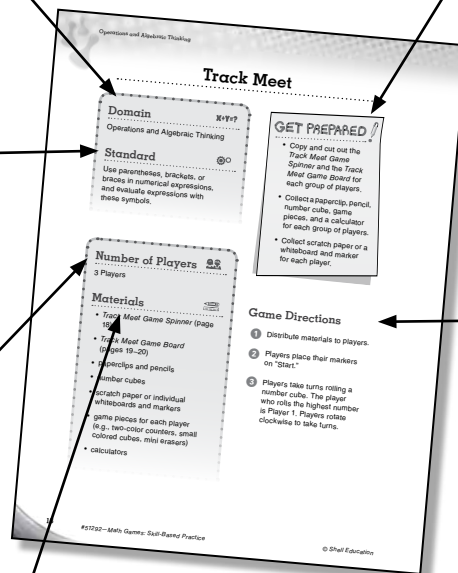 Operations and Algebraic Thinking
Track Meet
Domain
X+Y=?
Operations and Algebraic Thinking
Standard
Use parentheses, brackets, or
braces in numerical expressions,
and evaluate expressions with
these symbols.
GET PREPARED!
• Copy and cut out the
Track Meet Game
Spinner and the Track
Meet Game Board for
each group of players.
• Collect a paperclip, pencil,
number cube, game
pieces, and a calculator
for each group of players.
• Collect scratch paper or a
whiteboard and marker
for each player.
Number of Players
3 Players
Materials
• Track Meet Game Spinner (page
18)
• Track Meet Game Board
(pages 19–20)
• paperclips and pencils
• number cubes
• scratch paper or individual
whiteboards and markers
• game pieces for each player
(e.g., two-color counters, small
colored cubes, mini erasers)
• calculators
Game Directions
1 Distribute materials to players.
2 Players place their markers
on "Start."
3 Players take turns rolling a
number cube. The player
who rolls the highest number
is Player 1. Players rotate
clockwise to take turns.
#51292—Math Games: Skill-Based Practice
© Shell Education